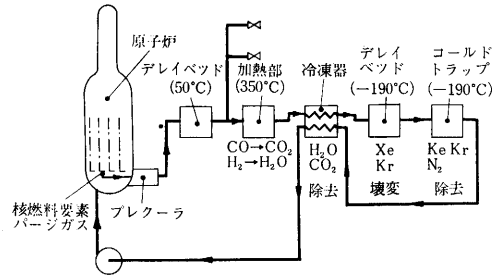 原子炉
デレイベッド
(50℃)
加熱部
(350℃)
冷凍器
デレイ
ベッド
(−190℃)
コールド
トラップ
(−190℃)
CO→CO₂
H₂→H₂O
H₂O
CO₂
除去
Xe
Kr
壊変
Ke Kr
N₂
除去
核燃料要素
パージガス
プレクーラ